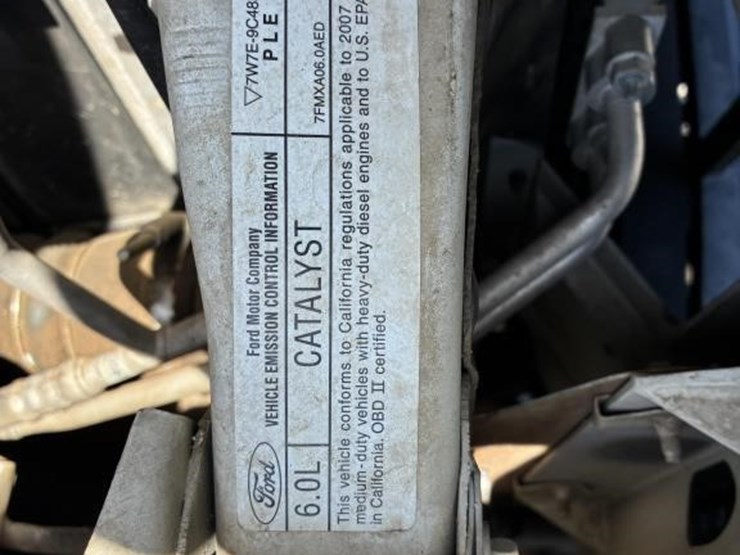 Ford
Ford Motor Company
VEHICLE EMISSION CONTROL INFORMATION
▽7W7E-9C48
PLE
6.0L
CATALYST
7FMXA06.0AED
This vehicle conforms to California regulations applicable to 2007
medium-duty vehicles with heavy-duty diesel engines and to U.S. EPA
in California. OBD II certified.